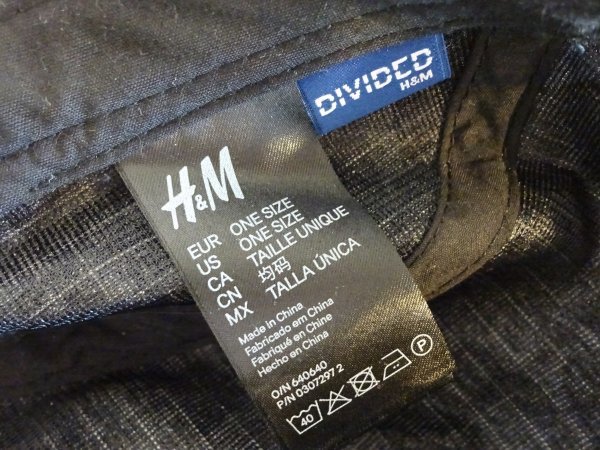 DIVIDED
H&M
H&M
EUR ONE SIZE
US ONE SIZE
CA TAILLE UNIQUE
CN 均码
MX TALLA ÚNICA
Made in China
Fabricado em China
Fabriqué en Chine
Hecho en China
O/N 640640
P/N 0307297 2
40
P